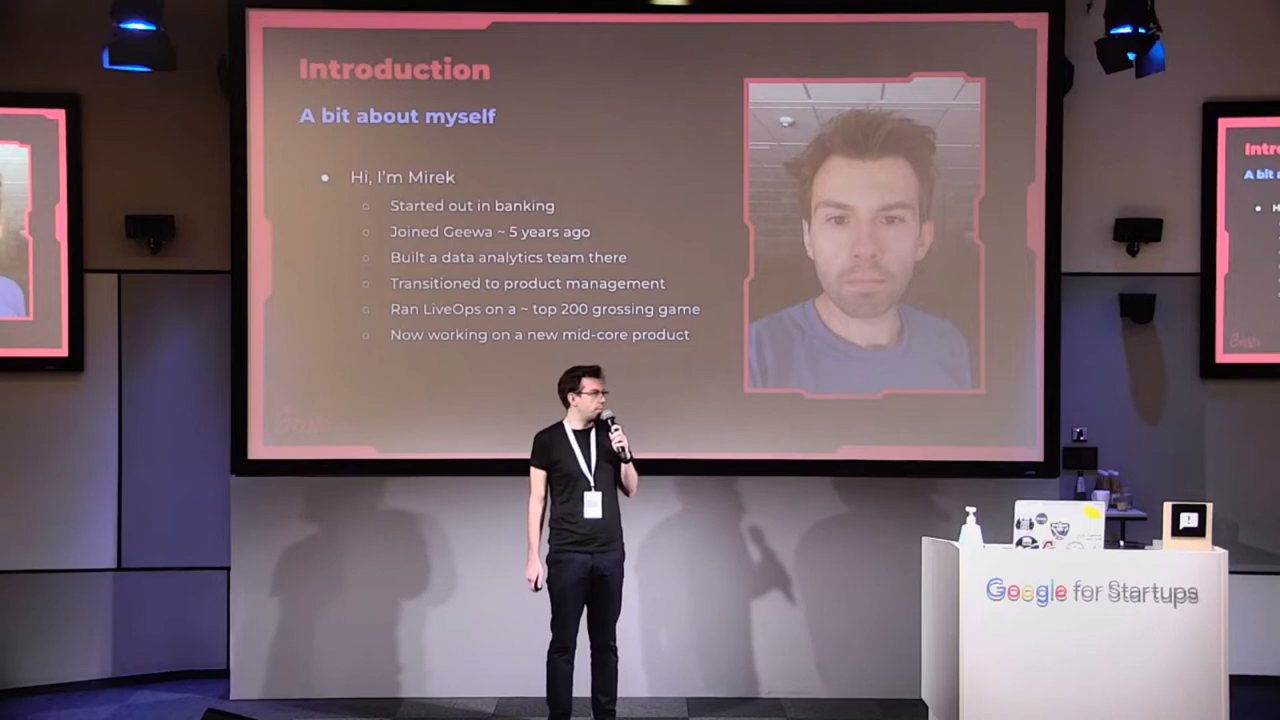 Introduction
A bit about myself
Hi, I'm Mirek
Started out in banking
Joined Geewa ~ 5 years ago
Built a data analytics team there
Transitioned to product management
Ran LiveOps on a ~ top 200 grossing game
Now working on a new mid-core product
Intro
A bit a
H
Google for Startups